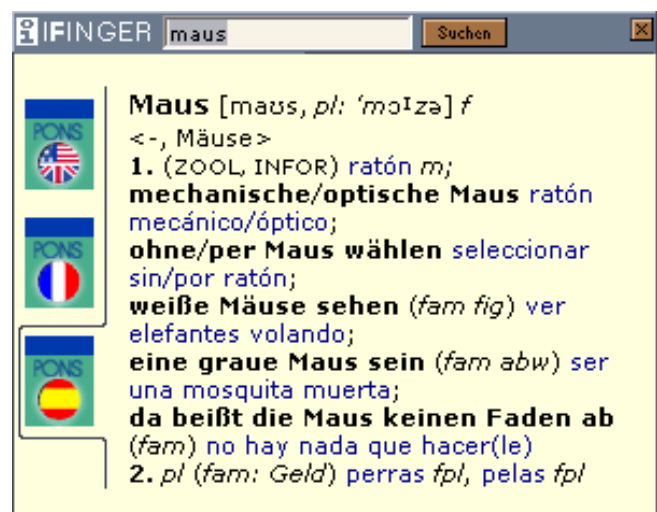 IFINGER maus Suchen
PONS
PONS
PONS
Maus [maʊs, pl: 'mɔɪzə] f
<-, Mäuse>
1. (ZOOL, INFOR) ratón m;
mechanische/optische Maus ratón
mecánico/óptico;
ohne/per Maus wählen seleccionar
sin/por ratón;
weiße Mäuse sehen (fam fig) ver
elefantes volando;
eine graue Maus sein (fam abw) ser
una mosquita muerta;
da beißt die Maus keinen Faden ab
(fam) no hay nada que hacer(le)
2. pl (fam: Geld) perras fpl, pelas fpl